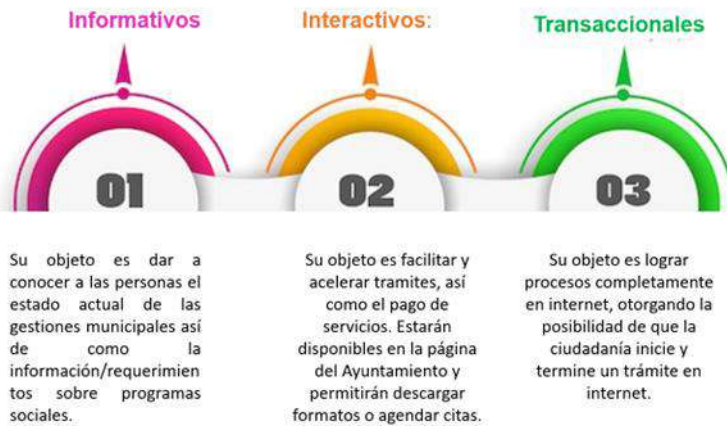 Informativos
Interactivos:
Transaccionales
01
02
03
Su objeto es dar a
conocer a las personas el
estado actual de las
gestiones municipales así
de como la
información/requerimien
tos sobre programas
sociales.
Su objeto es facilitar y
acelerar tramites, así
como el pago de
servicios. Estarán
disponibles en la página
del Ayuntamiento y
permitirán descargar
formatos o agendar citas.
Su objeto es lograr
procesos completamente
en internet, otorgando la
posibilidad de que la
ciudadanía inicie y
termine un trámite en
internet.